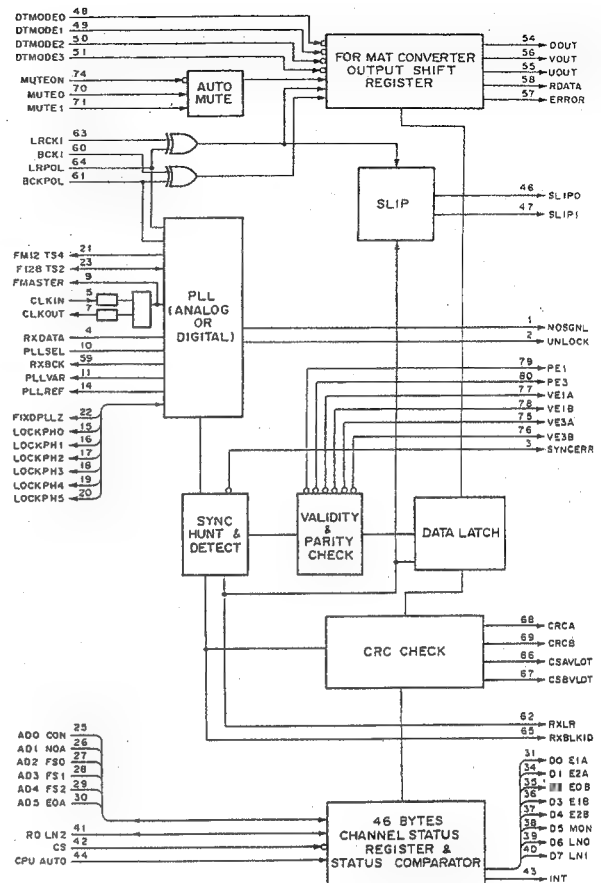 DTMODE0 48
DTMODE1 49
DTMODE2 50
DTMODE3 51
MUTEON 74
MUTE0 70
MUTE1 71
AUTO
MUTE
FOR MAT CONVERTER
OUTPUT SHIFT
REGISTER
54 DOUT
56 VOUT
55 UOUT
58 RDATA
57 ERROR
LRCKI 63
BCKI 60
LRPOL 64
BCKPOL 61
SLIP
46 SLIP0
47 SLIP1
FM12 TS4 21
F128 TS2 23
FMASTER 9
CLKIN 5
CLKOUT 7
RXDATA 4
PLLSEL 10
RXBCK 59
PLLVAR 11
PLLREF 14
PLL
(ANALOG
OR
DIGITAL)
1 NOSGNL
2 UNLOCK
79 PE1
80 PE3
77 VE1A
78 VE1B
75 VE3A
76 VE3B
3 SYNCERR
FIXDPLLZ 22
LOCKPH0 15
LOCKPH1 16
LOCKPH2 17
LOCKPH3 18
LOCKPH4 19
LOCKPH5 20
SYNC
HUNT &
DETECT
VALIDITY
&
PARITY
CHECK
DATA LATCH
CRC CHECK
68 CRCA
69 CRCB
66 CSAVLDT
67 CSBVLDT
62 RXLR
65 RXBLKID
AD0 CON 25
AD1 NOA 26
AD2 FS0 27
AD3 FS1 28
AD4 FS2 29
AD5 E0A 30
RD LN2 41
CS 42
CPU AUTO 44
46 BYTES
CHANNEL STATUS
REGISTER &
STATUS COMPARATOR
31 D0 E1A
34 D1 E2A
35 E0B
36 D3 E1B
37 D4 E2B
38 D5 MON
39 D6 LN0
40 D7 LN1
43 INT